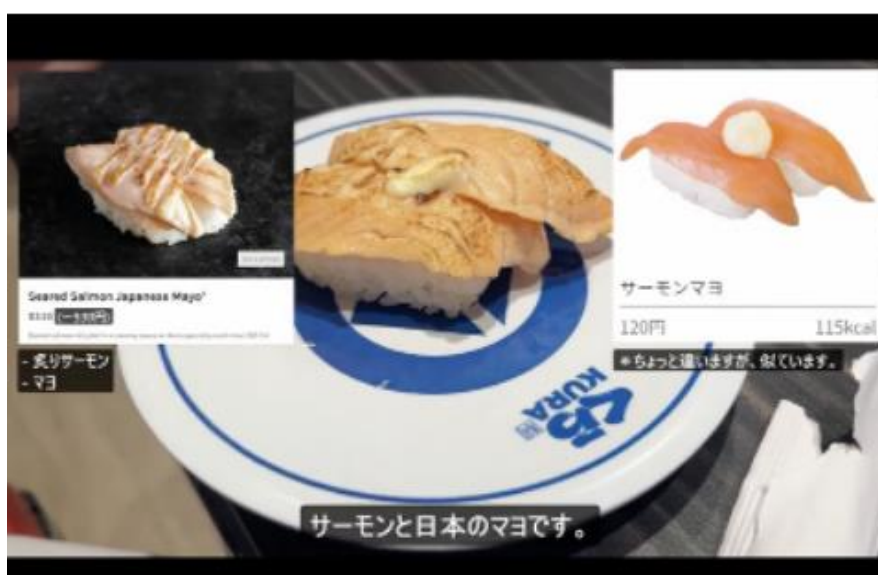 Seared Salmon Japanese Mayo*
- 炙りサーモン
- マヨ
サーモンマヨ
120円 115kcal
※ちょっと違いますが、似ています。
くら
KURA
サーモンと日本のマヨです。